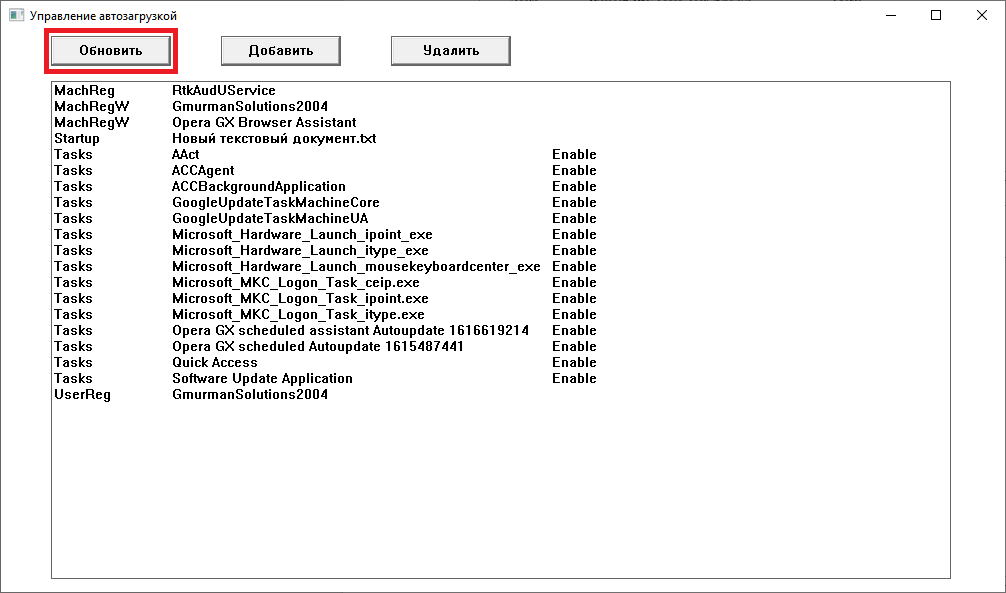 Управление автозагрузкой
Обновить Добавить Удалить
MachReg RtkAudUService
MachRegW GmurmanSolutions2004
MachRegW Opera GX Browser Assistant
Startup Новый текстовый документ.txt
Tasks AAct Enable
Tasks ACCAgent Enable
Tasks ACCBackgroundApplication Enable
Tasks GoogleUpdateTaskMachineCore Enable
Tasks GoogleUpdateTaskMachineUA Enable
Tasks Microsoft_Hardware_Launch_ipoint_exe Enable
Tasks Microsoft_Hardware_Launch_itype_exe Enable
Tasks Microsoft_Hardware_Launch_mousekeyboardcenter_exe Enable
Tasks Microsoft_MKC_Logon_Task_ceip.exe Enable
Tasks Microsoft_MKC_Logon_Task_ipoint.exe Enable
Tasks Microsoft_MKC_Logon_Task_itype.exe Enable
Tasks Opera GX scheduled assistant Autoupdate 1616619214 Enable
Tasks Opera GX scheduled Autoupdate 1615487441 Enable
Tasks Quick Access Enable
Tasks Software Update Application Enable
UserReg GmurmanSolutions2004